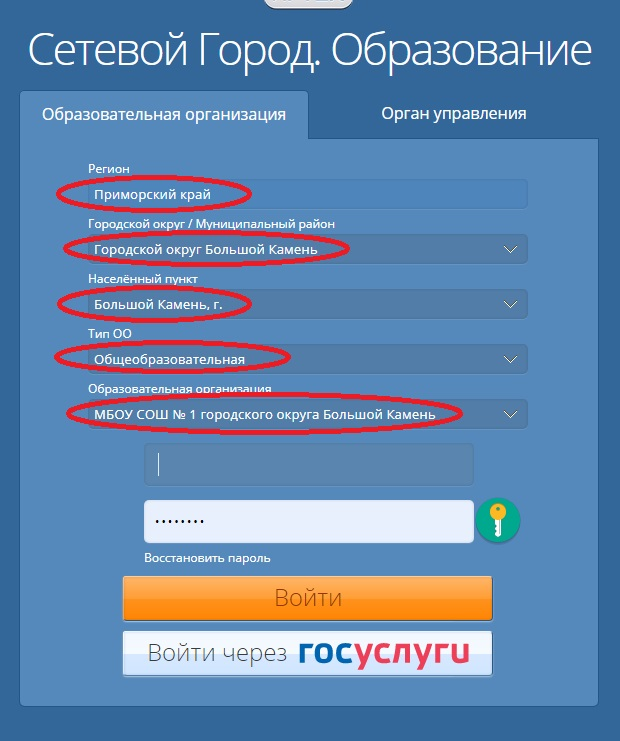 Сетевой Город. Образование
Образовательная организация
Орган управления
Регион
Приморский край
Городской округ / Муниципальный район
Городской округ Большой Камень
Населённый пункт
Большой Камень, г.
Тип ОО
Общеобразовательная
Образовательная организация
МБОУ СОШ № 1 городского округа Большой Камень
••••••••
Восстановить пароль
Войти
Войти через госуслуги